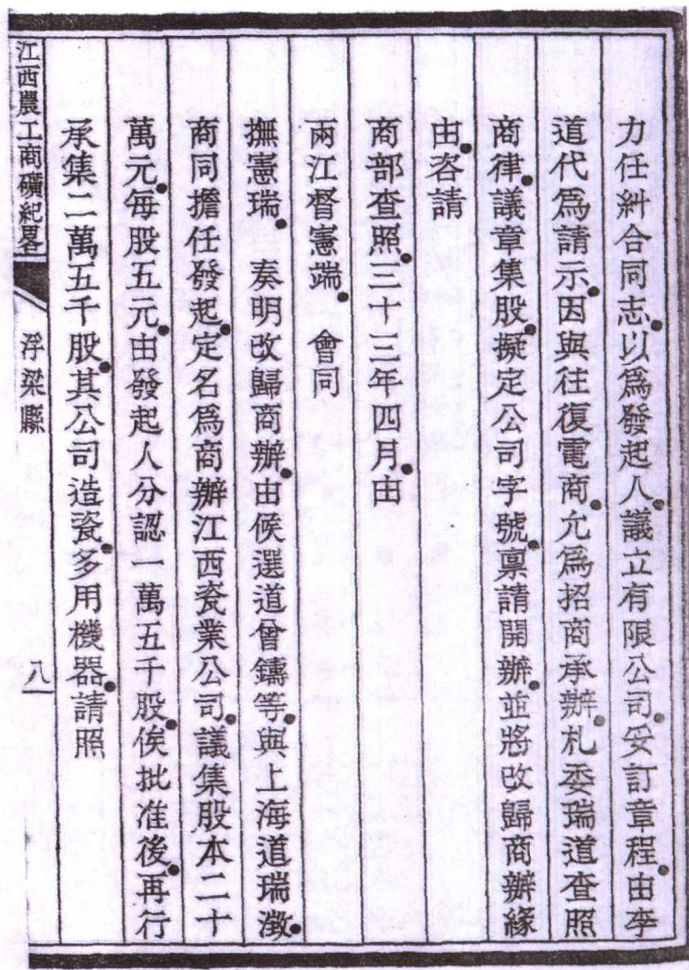 力任糾合同志以爲發起人議立有限公司妥訂章程由李
道代爲請示因與往復電商允爲招商承辦札委瑞道查照
商律議章集股擬定公司字號禀請開辦並將改歸商辦緣
由咨請
商部查照三十三年四月由
兩江督憲端 會同
撫憲瑞 奏明改歸商辦由候選道曾鑄等與上海道瑞澂
商同擔任發起定名爲商辦江西瓷業公司議集股本二十
萬元每股五元由發起人分認一萬五千股俟批准後再行
承集二萬五千股其公司造瓷多用機器請照
江西農工商礦紀畧 浮梁縣 八